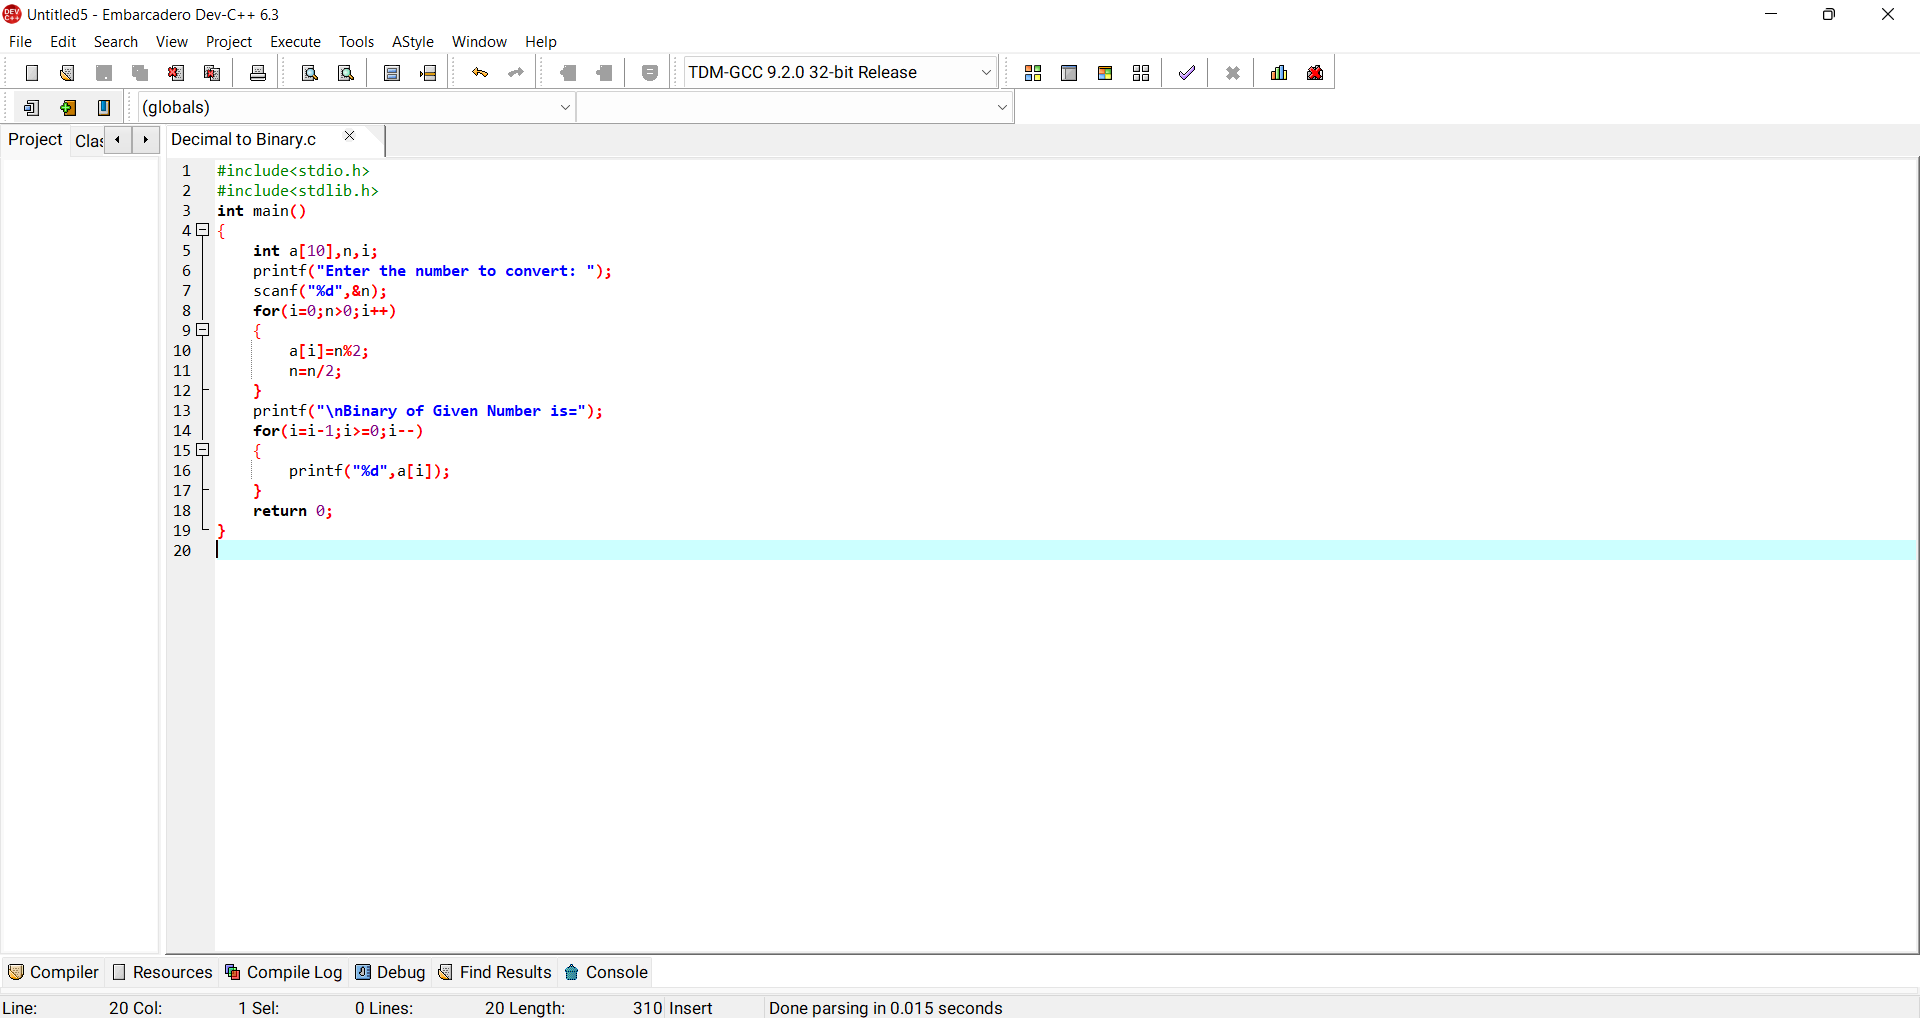 Untitled5 - Embarcadero Dev-C++ 6.3
File Edit Search View Project Execute Tools AStyle Window Help
TDM-GCC 9.2.0 32-bit Release
(globals)
Project Clas Decimal to Binary.c
1 #include<stdio.h>
2 #include<stdlib.h>
3 int main()
4 {
5 int a[10],n,i;
6 printf("Enter the number to convert: ");
7 scanf("%d",&n);
8 for(i=0;n>0;i++)
9 {
10 a[i]=n%2;
11 n=n/2;
12 }
13 printf("\nBinary of Given Number is=");
14 for(i=i-1;i>=0;i--)
15 {
16 printf("%d",a[i]);
17 }
18 return 0;
19 }
20
Compiler Resources Compile Log Debug Find Results Console
Line: 20 Col: 1 Sel: 0 Lines: 20 Length: 310 Insert Done parsing in 0.015 seconds